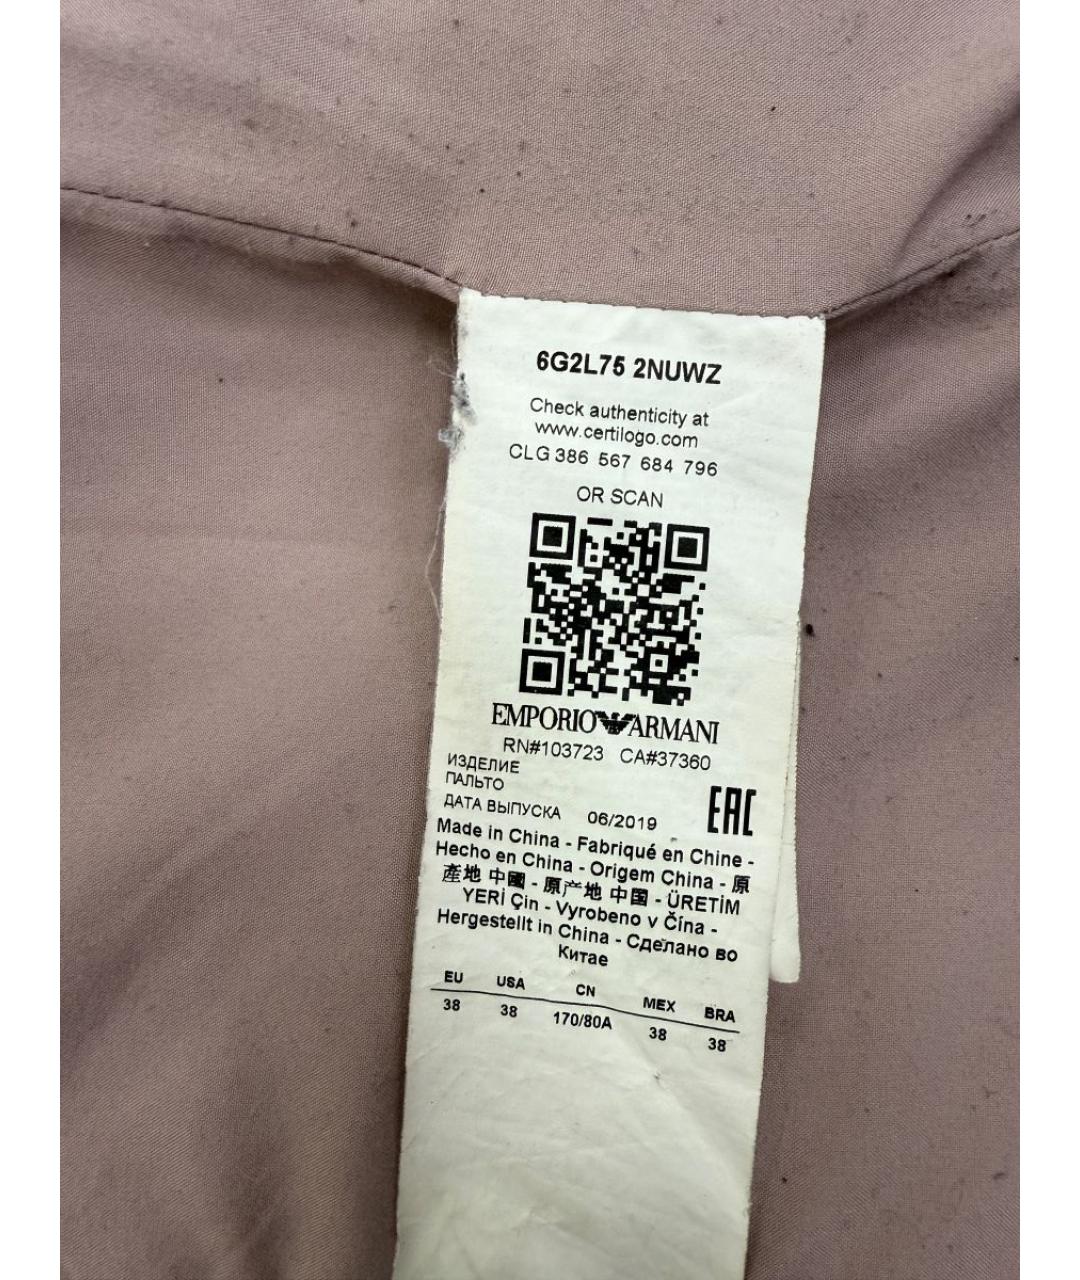 6G2L75 2NUWZ
Check authenticity at
www.certilogo.com
CLG 386 567 684 796
OR SCAN
EMPORIO ARMANI
RN#103723 CA#37360
ИЗДЕЛИЕ
ПАЛЬТО
ДАТА ВЫПУСКА 06/2019
EAC
Made in China - Fabriqué en Chine -
Hecho en China - Origem China - 原
產地 中國 - 原产地 中国 - ÜRETİM
YERİ Çin - Vyrobeno v Čína -
Hergestellt in China - Сделано во
Китае
EU USA CN MEX BRA
38 38 170/80A 38 38